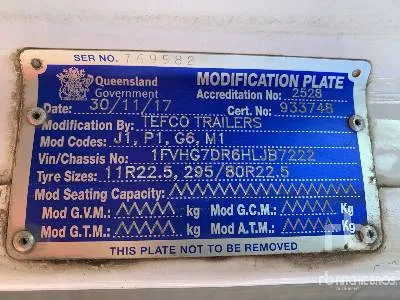 SER NO. 769582
Queensland Government
MODIFICATION PLATE
Accreditation No. 2528
Date: 30/11/17
Cert. No: 933748
Modification By: TEFCO TRAILERS
Mod Codes: J1, P1, G6, M1
Vin/Chassis No: 1FVHG7DR6HLJB7222
Tyre Sizes: 11R22.5, 295/80R22.5
Mod Seating Capacity:
Mod G.V.M: kg Mod G.C.M: Kg
Mod G.T.M: kg Mod A.T.M: Kg
THIS PLATE NOT TO BE REMOVED